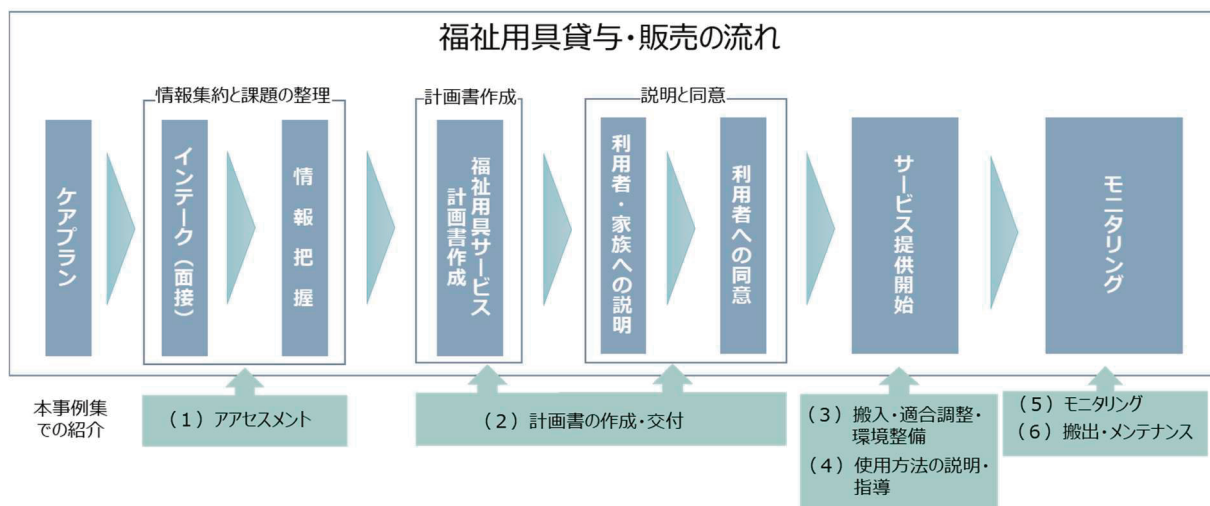 福祉用具貸与・販売の流れ
情報集約と課題の整理
計画書作成
説明と同意
ケアプラン
インテーク（面接）
情報把握
福祉用具サービス
計画書作成
利用者・家族への説明
利用者への同意
サービス提供開始
モニタリング
本事例集
での紹介
（１）アアセスメント
（２）計画書の作成・交付
（３）搬入・適合調整・
環境整備
（４）使用方法の説明・
指導
（５）モニタリング
（６）搬出・メンテナンス